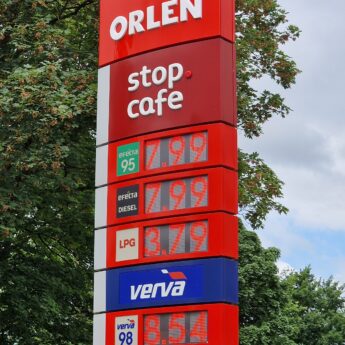 ORLEN
stop.
cafe
EFECTA
95
7.99
EFECTA
DIESEL
7.99
LPG
3.79
verva
verva
98
8.54